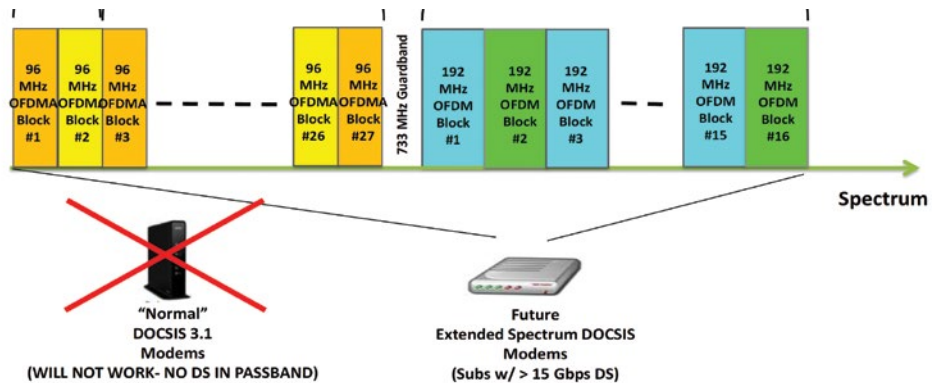 96
MHz
OFDMA
Block
#1
96
MHz
OFDMA
Block
#2
96
MHz
OFDMA
Block
#3
96
MHz
OFDMA
Block
#26
96
MHz
OFDMA
Block
#27
733 MHz Guardband
192
MHz
OFDM
Block
#1
192
MHz
OFDM
Block
#2
192
MHz
OFDM
Block
#3
192
MHz
OFDM
Block
#15
192
MHz
OFDM
Block
#16
Spectrum
“Normal”
DOCSIS 3.1
Modems
(WILL NOT WORK- NO DS IN PASSBAND)
Future
Extended Spectrum DOCSIS
Modems
(Subs w/ > 15 Gbps DS)